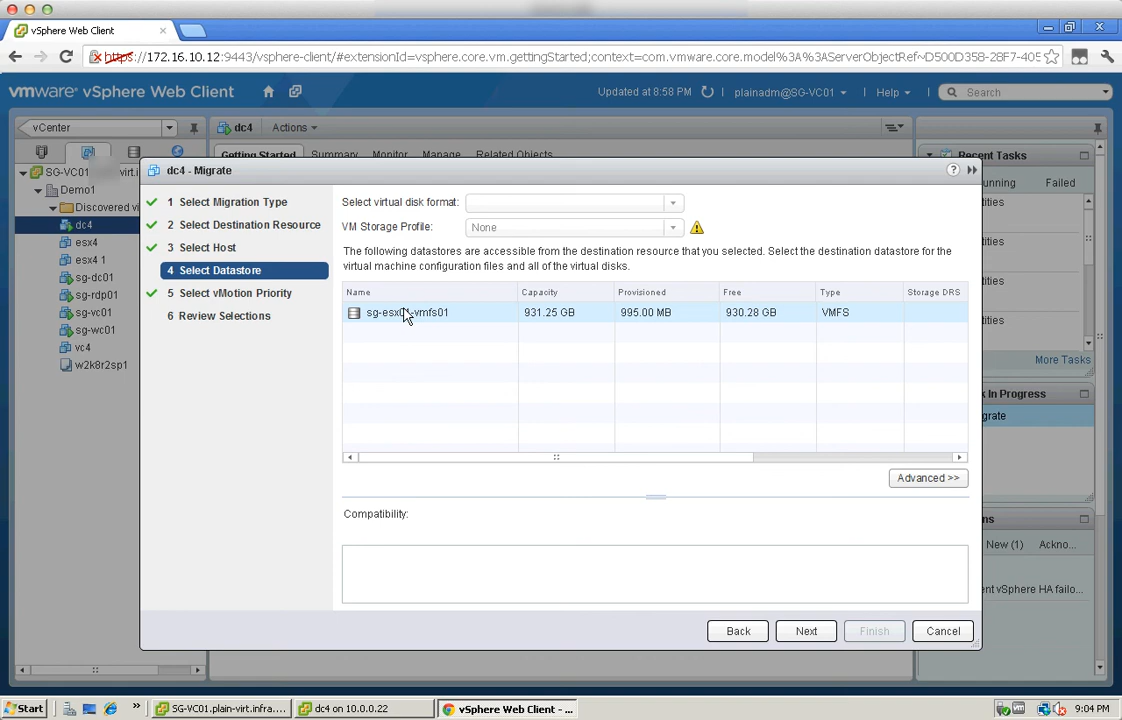 vSphere Web Client
https://172.16.10.12:9443/vsphere-client/#extensionId=vsphere.core.vm.gettingStarted;context=com.vmware.core.model%3A%3AServerObjectRef~D500D358-28F7-405
vmware® vSphere Web Client
Updated at 8:58 PM
plainadm@SG-VC01
Help
Search
vCenter
dc4
Actions
Getting Started
Summary
Monitor
Manage
Related Objects
Recent Tasks
unning
Failed
SG-VC01
virt.i
Demo1
Discovered vi
dc4
esx4
esx4 1
sg-dc01
sg-rdp01
sg-vc01
sg-wc01
vc4
w2k8r2sp1
dc4 - Migrate
1 Select Migration Type
2 Select Destination Resource
3 Select Host
4 Select Datastore
5 Select vMotion Priority
6 Review Selections
Select virtual disk format:
VM Storage Profile:
None
The following datastores are accessible from the destination resource that you selected. Select the destination datastore for the
virtual machine configuration files and all of the virtual disks.
Name Capacity Provisioned Free Type Storage DRS
sg-esx01-vmfs01 931.25 GB 995.00 MB 930.28 GB VMFS
Advanced >>
Compatibility:
Back
Next
Finish
Cancel
ities
ities
ities
More Tasks
k In Progress
grate
ms
New (1)
Ackno...
ent vSphere HA failo...
Start
SG-VC01.plain-virt.infra....
dc4 on 10.0.0.22
vSphere Web Client - ...
9:04 PM